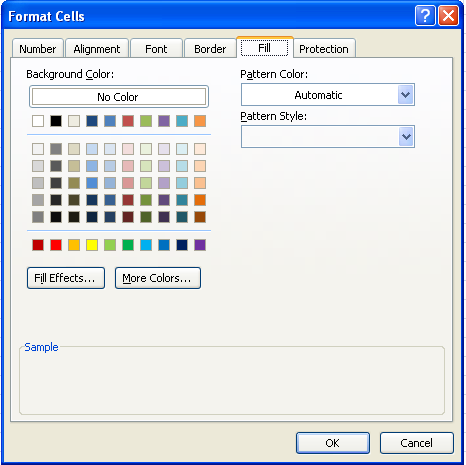 Format Cells
Number Alignment Font Border Fill Protection
Background Color:
No Color
Pattern Color:
Automatic
Pattern Style:
Fill Effects... More Colors...
Sample
OK Cancel